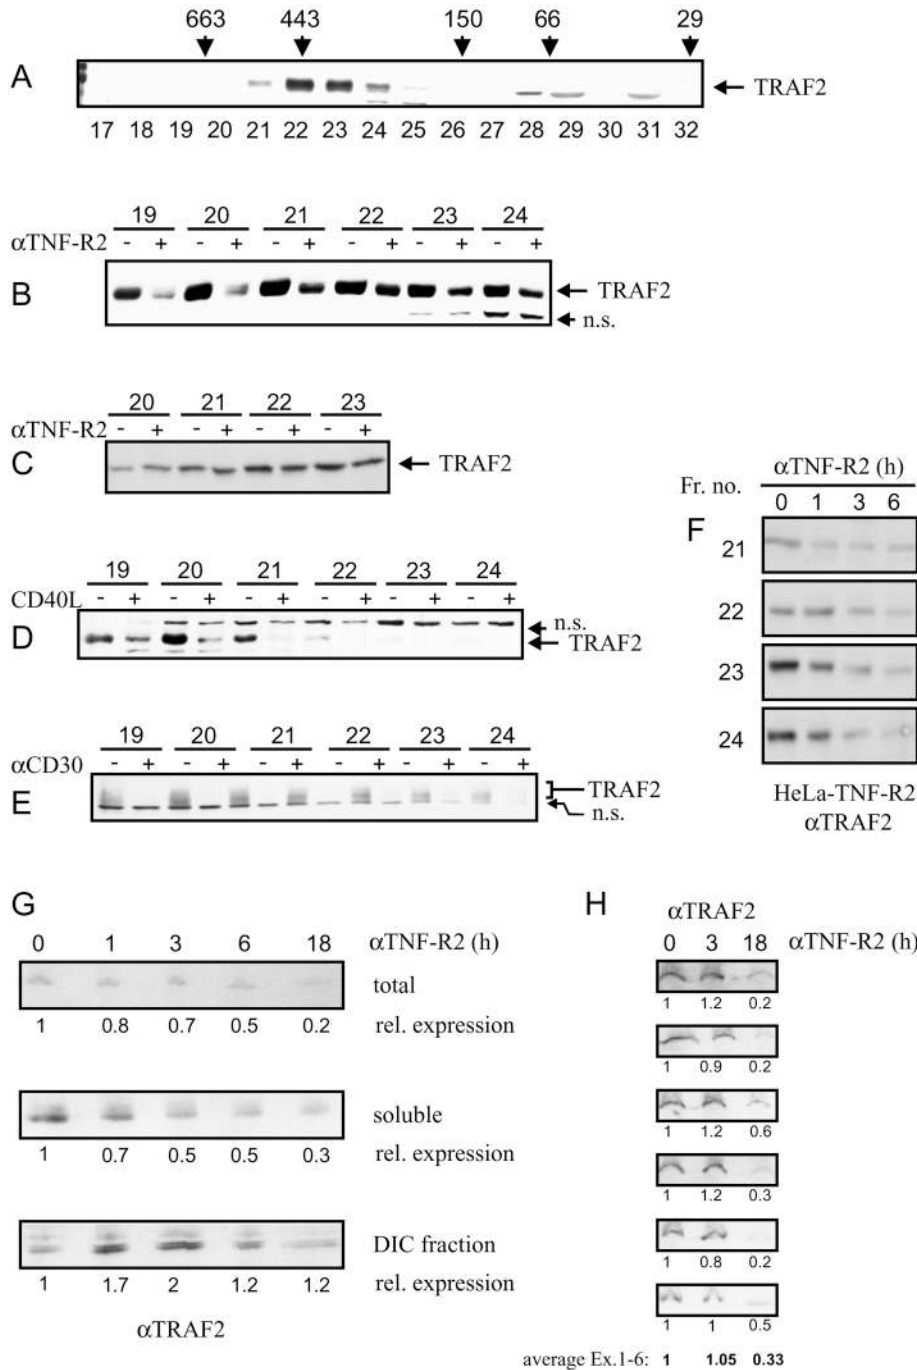 663 443 150 66 29
A
TRAF2
17 18 19 20 21 22 23 24 25 26 27 28 29 30 31 32
19 20 21 22 23 24
αTNF-R2 - + - + - + - + - + - +
B
TRAF2
n.s.
20 21 22 23
αTNF-R2 - + - + - + - +
C
TRAF2
19 20 21 22 23 24
CD40L - + - + - + - + - + - +
D
n.s.
TRAF2
19 20 21 22 23 24
αCD30 - + - + - + - + - + - +
E
TRAF2
n.s.
αTNF-R2 (h)
Fr. no.
0 1 3 6
F
21
22
23
24
HeLa-TNF-R2
αTRAF2
G
0 1 3 6 18 αTNF-R2 (h)
total
1 0.8 0.7 0.5 0.2 rel. expression
soluble
1 0.7 0.5 0.5 0.3 rel. expression
DIC fraction
1 1.7 2 1.2 1.2 rel. expression
αTRAF2
H
αTRAF2
0 3 18 αTNF-R2 (h)
1 1.2 0.2
1 0.9 0.2
1 1.2 0.6
1 1.2 0.3
1 0.8 0.2
1 1 0.5
average Ex.1-6: 1 1.05 0.33